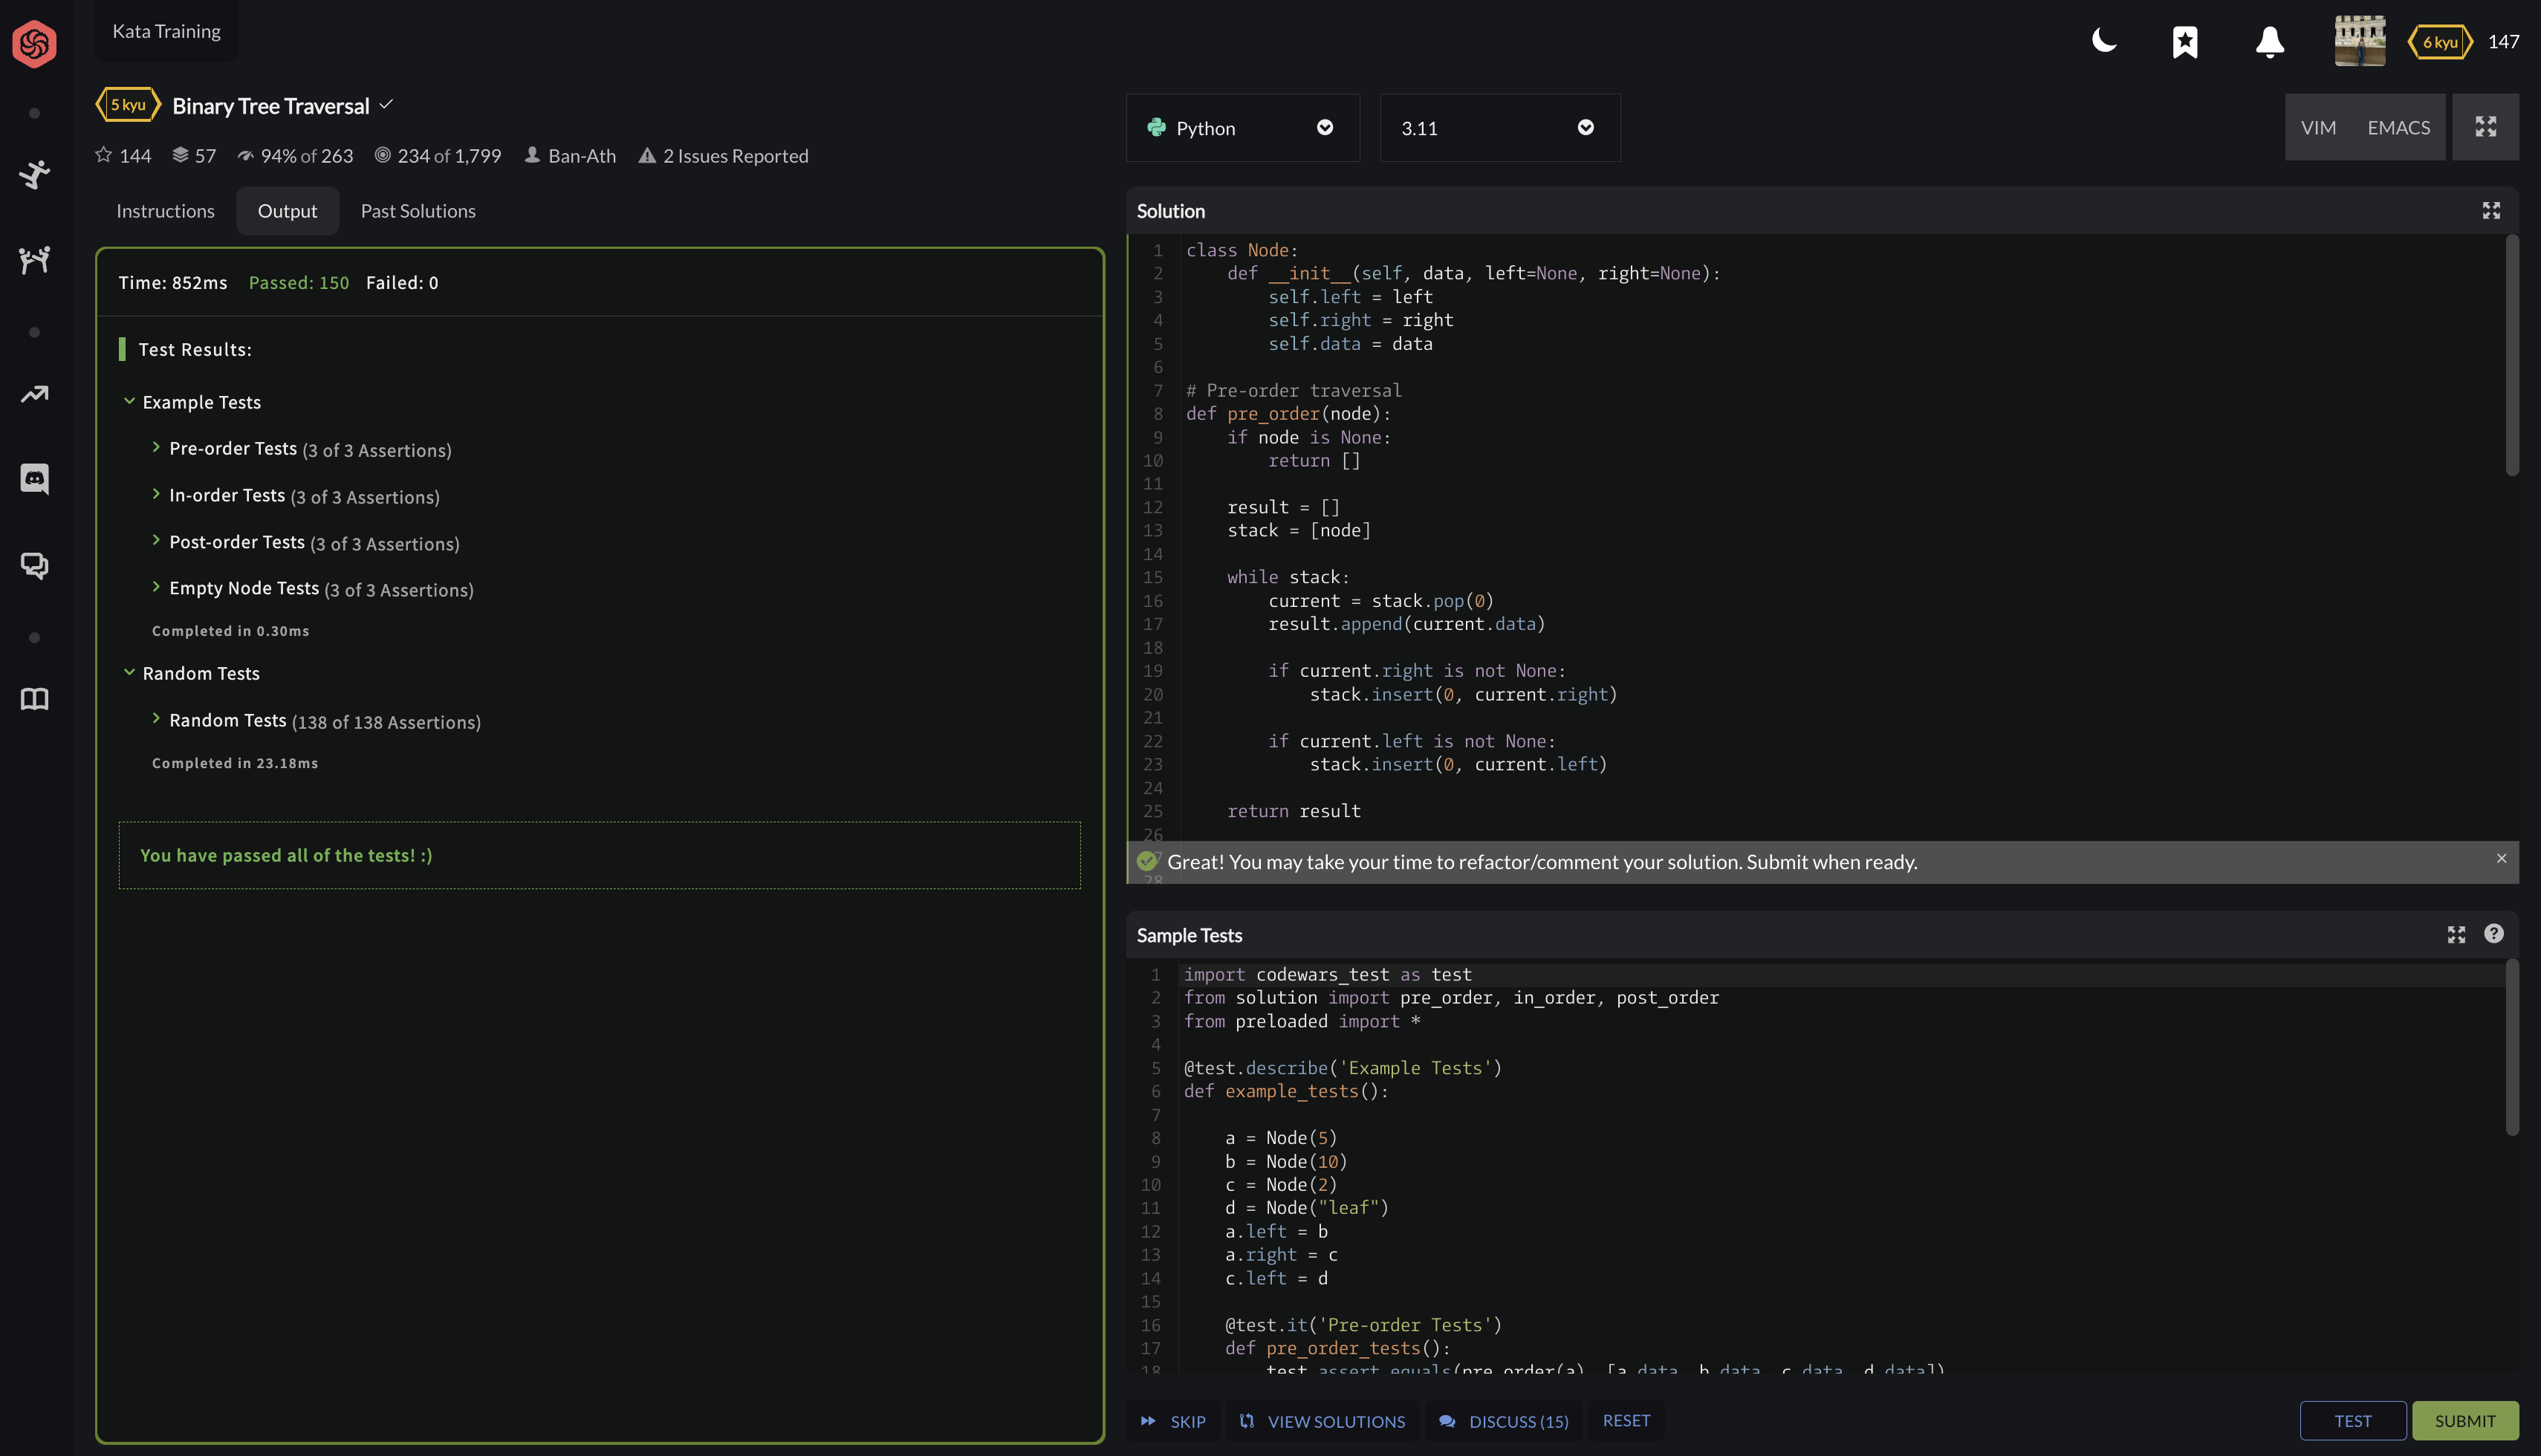 Kata Training
6 kyu 147
5 kyu Binary Tree Traversal
144 57 94% of 263 234 of 1,799 Ban-Ath 2 Issues Reported
Instructions Output Past Solutions
Time: 852ms Passed: 150 Failed: 0
Test Results:
Example Tests
Pre-order Tests (3 of 3 Assertions)
In-order Tests (3 of 3 Assertions)
Post-order Tests (3 of 3 Assertions)
Empty Node Tests (3 of 3 Assertions)
Completed in 0.30ms
Random Tests
Random Tests (138 of 138 Assertions)
Completed in 23.18ms
You have passed all of the tests! :)
Python 3.11 VIM EMACS
Solution
1 class Node:
2     def __init__(self, data, left=None, right=None):
3         self.left = left
4         self.right = right
5         self.data = data
6
7 # Pre-order traversal
8 def pre_order(node):
9     if node is None:
10         return []
11
12     result = []
13     stack = [node]
14
15     while stack:
16         current = stack.pop(0)
17         result.append(current.data)
18
19         if current.right is not None:
20             stack.insert(0, current.right)
21
22         if current.left is not None:
23             stack.insert(0, current.left)
24
25     return result
26
Great! You may take your time to refactor/comment your solution. Submit when ready.
28
Sample Tests
1 import codewars_test as test
2 from solution import pre_order, in_order, post_order
3 from preloaded import *
4
5 @test.describe('Example Tests')
6 def example_tests():
7
8     a = Node(5)
9     b = Node(10)
10     c = Node(2)
11     d = Node("leaf")
12     a.left = b
13     a.right = c
14     c.left = d
15
16     @test.it('Pre-order Tests')
17     def pre_order_tests():
18         test.assert_equals(pre_order(a), [a.data, b.data, c.data, d.data])
SKIP VIEW SOLUTIONS DISCUSS (15) RESET TEST SUBMIT